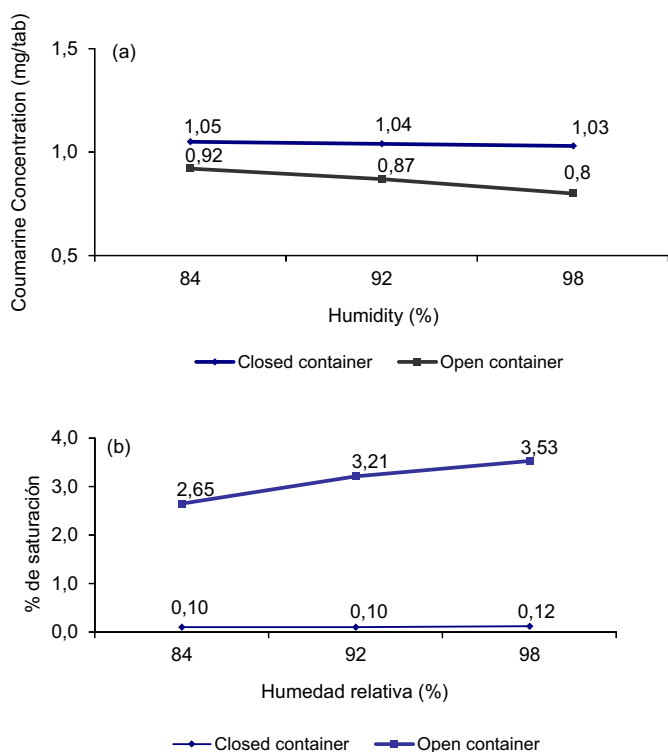 Coumarine Concentration (mg/tab)
(a)
1,5
1,0
0,5
1,05
1,04
1,03
0,92
0,87
0,8
84
92
98
Humidity (%)
Closed container
Open container
% de saturación
(b)
4,0
3,0
2,0
1,0
0,0
2,65
3,21
3,53
0,10
0,10
0,12
84
92
98
Humedad relativa (%)
Closed container
Open container